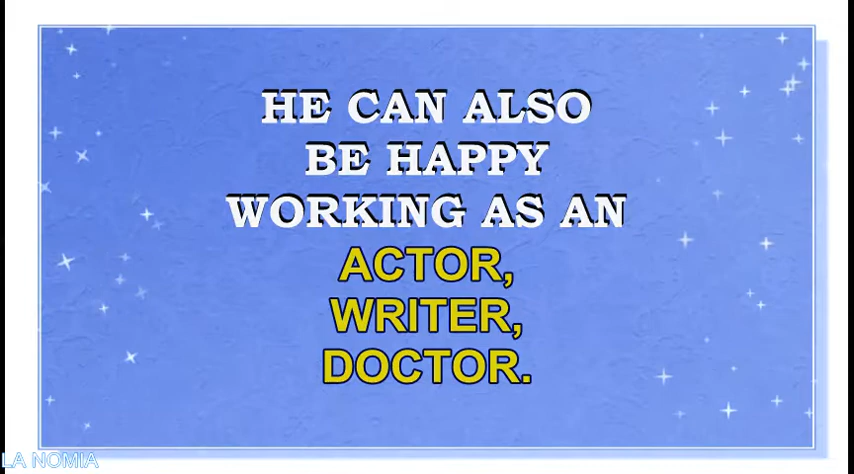 HE CAN ALSO
BE HAPPY
WORKING AS AN
ACTOR,
WRITER,
DOCTOR.
LA NOMIA